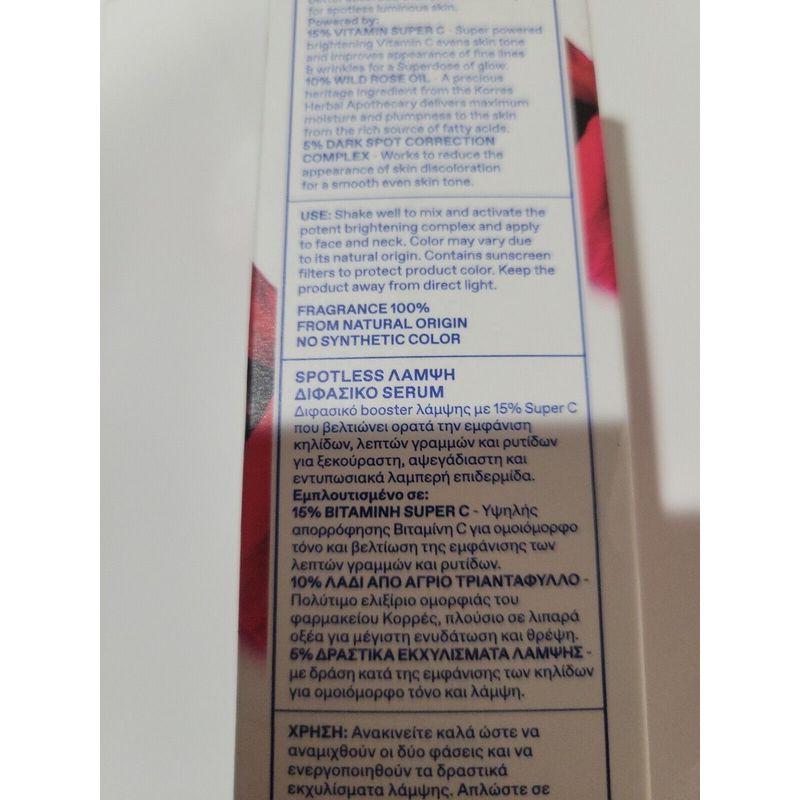 for spotless luminous skin.
Powered by:
15% VITAMIN SUPER C - Super powered
brightening Vitamin C evens skin tone
and improves appearance of fine lines
& wrinkles for a Superdose of glow.
10% WILD ROSE OIL - A precious
heritage ingredient from the Korres
Herbal Apothecary delivers maximum
moisture and plumpness to the skin
from the rich source of fatty acids.
5% DARK SPOT CORRECTION
COMPLEX - Works to reduce the
appearance of skin discoloration
for a smooth even skin tone.
USE: Shake well to mix and activate the
potent brightening complex and apply
to face and neck. Color may vary due
to its natural origin. Contains sunscreen
filters to protect product color. Keep the
product away from direct light.
FRAGRANCE 100%
FROM NATURAL ORIGIN
NO SYNTHETIC COLOR
SPOTLESS ΛΑΜΨΗ
ΔΙΦΑΣΙΚΟ SERUM
Διφασικό booster λάμψης με 15% Super C
που βελτιώνει ορατά την εμφάνιση
κηλίδων, λεπτών γραμμών και ρυτίδων
για ξεκούραστη, αψεγάδιαστη και
εντυπωσιακά λαμπερή επιδερμίδα.
Εμπλουτισμένο σε:
15% ΒΙΤΑΜΙΝΗ SUPER C - Υψηλής
απορρόφησης Βιταμίνη C για ομοιόμορφο
τόνο και βελτίωση της εμφάνισης των
λεπτών γραμμών και ρυτίδων.
10% ΛΑΔΙ ΑΠΟ ΑΓΡΙΟ ΤΡΙΑΝΤΑΦΥΛΛΟ -
Πολύτιμο ελιξίριο ομορφιάς του
φαρμακείου Κορρές, πλούσιο σε λιπαρά
οξέα για μέγιστη ενυδάτωση και θρέψη.
5% ΔΡΑΣΤΙΚΑ ΕΚΧΥΛΙΣΜΑΤΑ ΛΑΜΨΗΣ -
με δράση κατά της εμφάνισης των κηλίδων
για ομοιόμορφο τόνο και λάμψη.
ΧΡΗΣΗ: Ανακινείτε καλά ώστε να
αναμιχθούν οι δύο φάσεις και να
ενεργοποιηθούν τα δραστικά
εκχυλίσματα λάμψης. Απλώστε σε